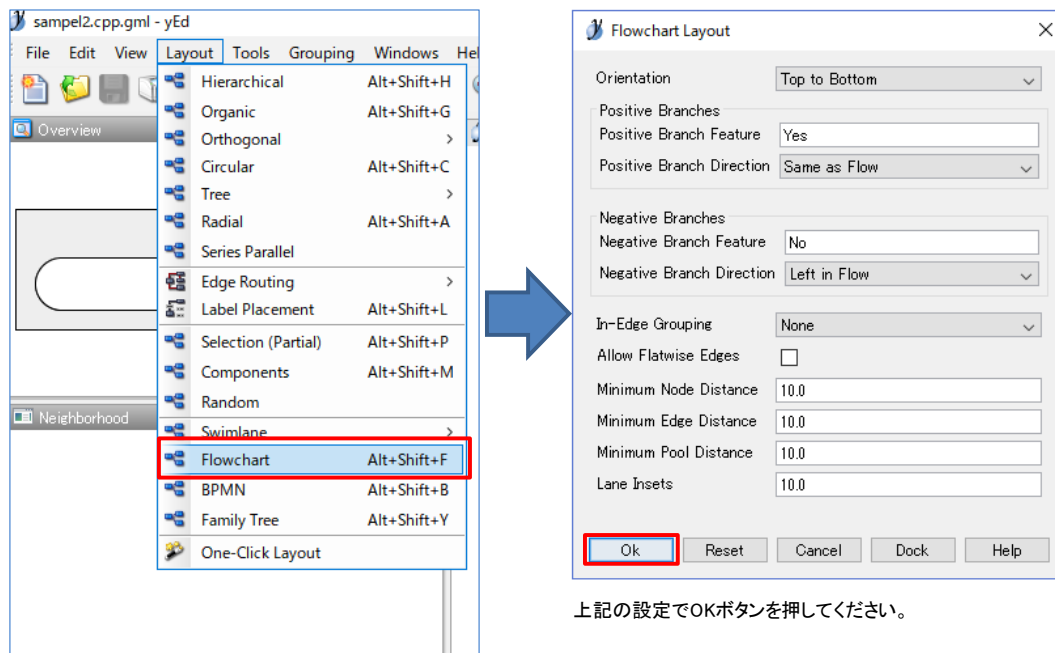 sampel2.cpp.gml - yEd
File Edit View Layout Tools Grouping Windows Hel
Overview
Hierarchical Alt+Shift+H
Organic Alt+Shift+G
Orthogonal >
Circular Alt+Shift+C
Tree >
Radial Alt+Shift+A
Series Parallel
Edge Routing >
Label Placement Alt+Shift+L
Selection (Partial) Alt+Shift+P
Components Alt+Shift+M
Random
Swimlane >
Flowchart Alt+Shift+F
BPMN Alt+Shift+B
Family Tree Alt+Shift+Y
One-Click Layout
Neighborhood
Flowchart Layout
Orientation Top to Bottom
Positive Branches
Positive Branch Feature Yes
Positive Branch Direction Same as Flow
Negative Branches
Negative Branch Feature No
Negative Branch Direction Left in Flow
In-Edge Grouping None
Allow Flatwise Edges
Minimum Node Distance 10.0
Minimum Edge Distance 10.0
Minimum Pool Distance 10.0
Lane Insets 10.0
Ok Reset Cancel Dock Help
上記の設定でOKボタンを押してください。